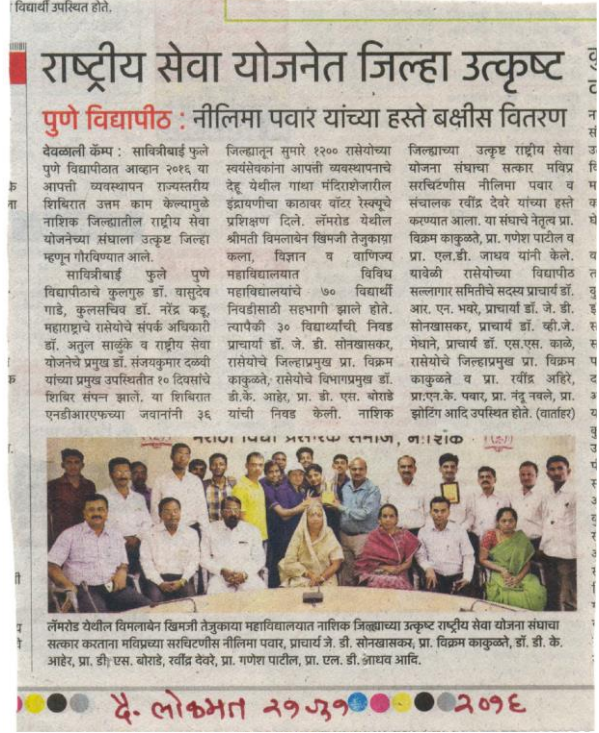 विद्यार्थी उपस्थित होते.
राष्ट्रीय सेवा योजनेत जिल्हा उत्कृष्ट
पुणे विद्यापीठ : नीलिमा पवार यांच्या हस्ते बक्षीस वितरण
देवळाली कॅम्प : सावित्रीबाई फुले
पुणे विद्यापीठात आव्हान २०१६ या
आपत्ती व्यवस्थापन राज्यस्तरीय
शिबिरात उत्तम काम केल्यामुळे
नाशिक जिल्ह्यातील राष्ट्रीय सेवा
योजनेच्या संघाला उत्कृष्ट जिल्हा
म्हणून गौरविण्यात आले.
सावित्रीबाई फुले पुणे
विद्यापीठाचे कुलगुरू डॉ. वासुदेव
गाडे, कुलसचिव डॉ. नरेंद्र कडू,
महाराष्ट्राचे रासेयोचे संपर्क अधिकारी
डॉ. अतुल साळुंके व राष्ट्रीय सेवा
योजनेचे प्रमुख डॉ. संजयकुमार दळवी
यांच्या प्रमुख उपस्थितीत १० दिवसांचे
शिबिर संपन्न झाले. या शिबिरात
एनडीआरएफच्या जवानांनी ३६
जिल्ह्यातून सुमारे १२०० रासेयोच्या
स्वयंसेवकांना आपत्ती व्यवस्थापनाचे
देहू येथील गाथा मंदिराशेजारील
इंद्रायणीचा काठावर वॉटर रेस्क्यूचे
प्रशिक्षण दिले. लॅमरोड येथील
श्रीमती विमलाबेन खिमजी तेजुकाया
कला, विज्ञान व वाणिज्य
महाविद्यालयात विविध
महाविद्यालयांचे ७० विद्यार्थी
निवडीसाठी सहभागी झाले होते.
त्यापैकी ३० विद्यार्थ्यांची निवड
प्राचार्या डॉ. जे. डी. सोनखासकर,
रासेयोचे जिल्हाप्रमुख प्रा. विक्रम
काकुळते, रासेयोचे विभागप्रमुख डॉ.
डी.के. आहेर, प्रा. डी. एस. बोराडे
यांची निवड केली. नाशिक
जिल्ह्याच्या उत्कृष्ट राष्ट्रीय सेवा
योजना संघाचा सत्कार मविप्र
सरचिटणीस नीलिमा पवार व
संचालक रवींद्र देवरे यांच्या हस्ते
करण्यात आला. या संघाचे नेतृत्व प्रा.
विक्रम काकुळते, प्रा. गणेश पाटील व
प्रा. एल.डी. जाधव यांनी केले.
यावेळी रासेयोच्या विद्यापीठ
सल्लागार समितीचे सदस्य प्राचार्य डॉ.
आर. एन. भवरे, प्राचार्या डॉ. जे. डी.
सोनखासकर, प्राचार्य डॉ. व्ही.जे.
मेधाने, प्राचार्य डॉ. एस.एस. काळे,
रासेयोचे जिल्हाप्रमुख प्रा. विक्रम
काकुळते व प्रा. रवींद्र अहिरे,
प्रा.एन.के. पवार, प्रा. नंदू नवले, प्रा.
झोटिंग आदि उपस्थित होते. (वार्ताहर)
मराठा विद्या प्रसारक समाज, नाशिक
लॅमरोड येथील विमलाबेन खिमजी तेजुकाया महाविद्यालयात नाशिक जिल्ह्याच्या उत्कृष्ट राष्ट्रीय सेवा योजना संघाचा
सत्कार करताना मविप्रच्या सरचिटणीस नीलिमा पवार, प्राचार्य जे. डी. सोनखासकर, प्रा. विक्रम काकुळते, डॉ. डी. के.
आहेर, प्रा. डी. एस. बोराडे, रवींद्र देवरे, प्रा. गणेश पाटील, प्रा. एल. डी. जाधव आदि.
दै. लोकमत २०१६